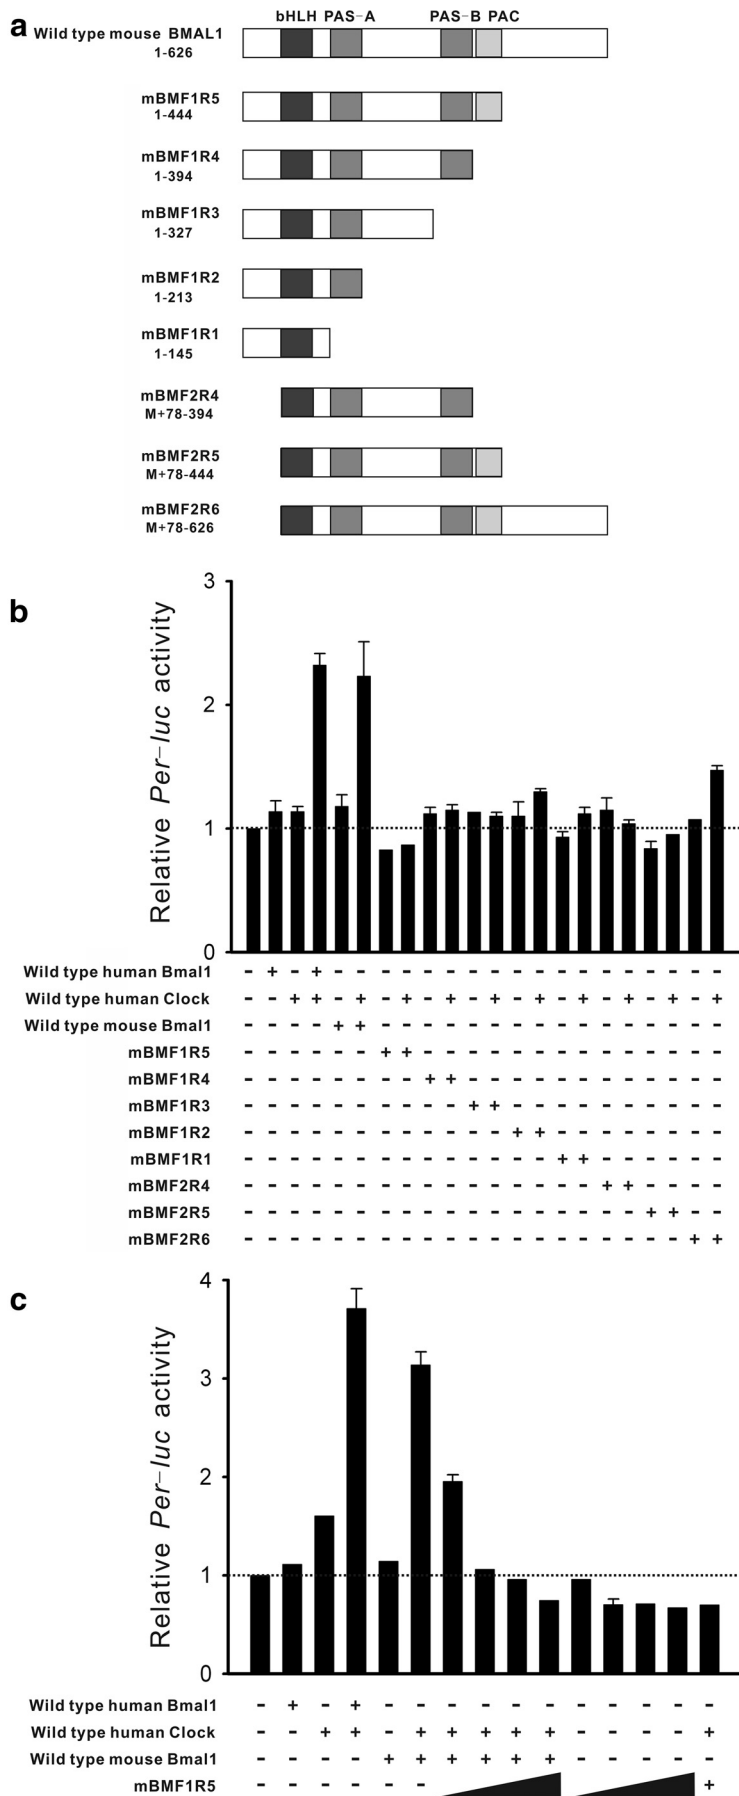 a
bHLH PAS-A PAS-B PAC
Wild type mouse BMAL1
1-626
mBMF1R5
1-444
mBMF1R4
1-394
mBMF1R3
1-327
mBMF1R2
1-213
mBMF1R1
1-145
mBMF2R4
M+78-394
mBMF2R5
M+78-444
mBMF2R6
M+78-626
b
Relative Per-luc activity
3
2
1
0
Wild type human Bmal1 - + - + - - - - - - - - - - - - - - - - - -
Wild type human Clock - - + + - + - + - + - + - + - + - + - + - +
Wild type mouse Bmal1 - - - - + + - - - - - - - - - - - - - - - -
mBMF1R5 - - - - - - + + - - - - - - - - - - - - - -
mBMF1R4 - - - - - - - - + + - - - - - - - - - - - -
mBMF1R3 - - - - - - - - - - + + - - - - - - - - - -
mBMF1R2 - - - - - - - - - - - - + + - - - - - - - -
mBMF1R1 - - - - - - - - - - - - - - + + - - - - - -
mBMF2R4 - - - - - - - - - - - - - - - - + + - - - -
mBMF2R5 - - - - - - - - - - - - - - - - - - + + - -
mBMF2R6 - - - - - - - - - - - - - - - - - - - - + +
c
Relative Per-luc activity
4
3
2
1
0
Wild type human Bmal1 - + - + - - - - - - - - - - -
Wild type human Clock - - + + - + + + + + - - - - +
Wild type mouse Bmal1 - - - - + + + + + + - - - - -
mBMF1R5 - - - - - - +